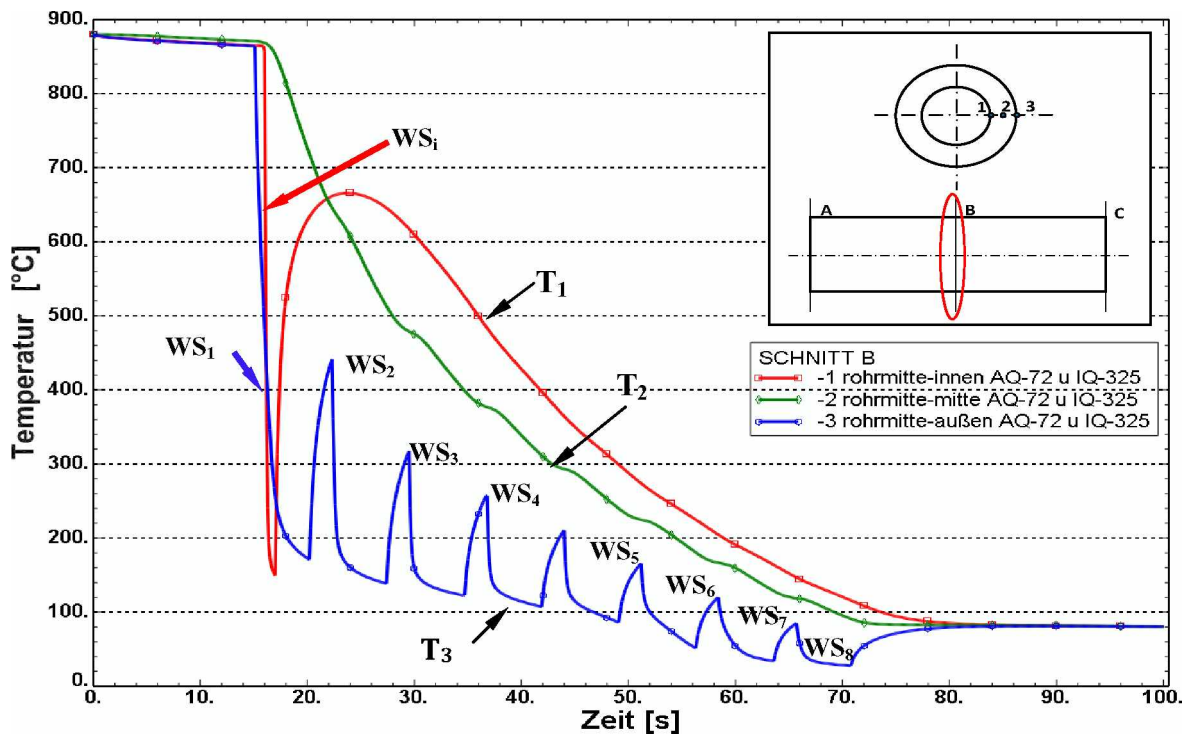 900.
800.
700.
600.
500.
400.
300.
200.
100.
0.
Temperatur [°C]
0. 10. 20. 30. 40. 50. 60. 70. 80. 90. 100.
Zeit [s]
WSi
WS1
WS2
WS3
WS4
WS5
WS6
WS7
WS8
T1
T2
T3
1 2 3
A B C
SCHNITT B
-1 rohrmitte-innen AQ-72 u IQ-325
-2 rohrmitte-mitte AQ-72 u IQ-325
-3 rohrmitte-außen AQ-72 u IQ-325